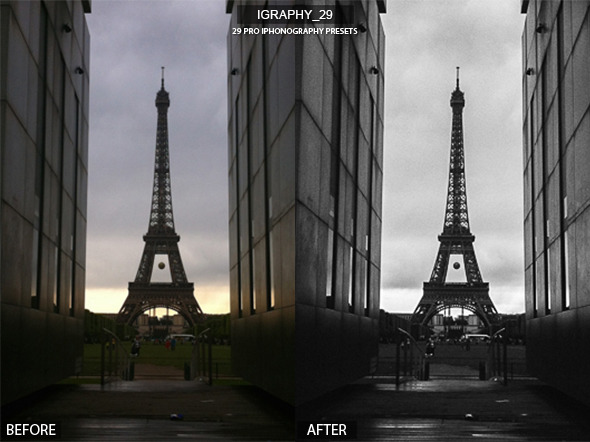 IGRAPHY_29
29 PRO IPHONOGRAPHY PRESETS
BEFORE
AFTER